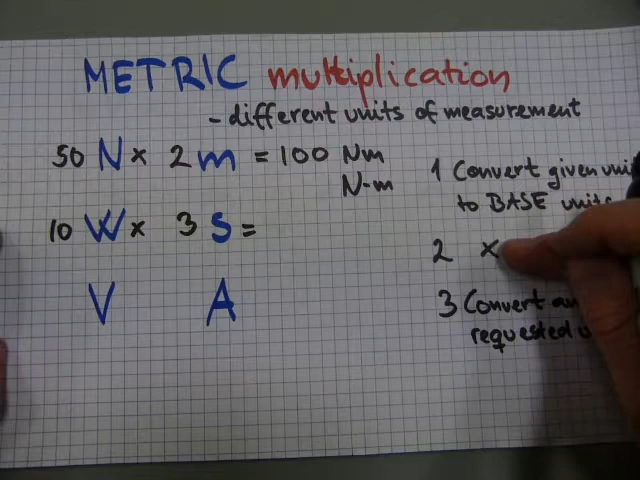 METRIC multiplication
- different units of measurement
50 N x 2 m = 100 Nm
N-m
10 W x 3 S =
V A
1 Convert given
to BASE units
2 x
3 Convert
requested